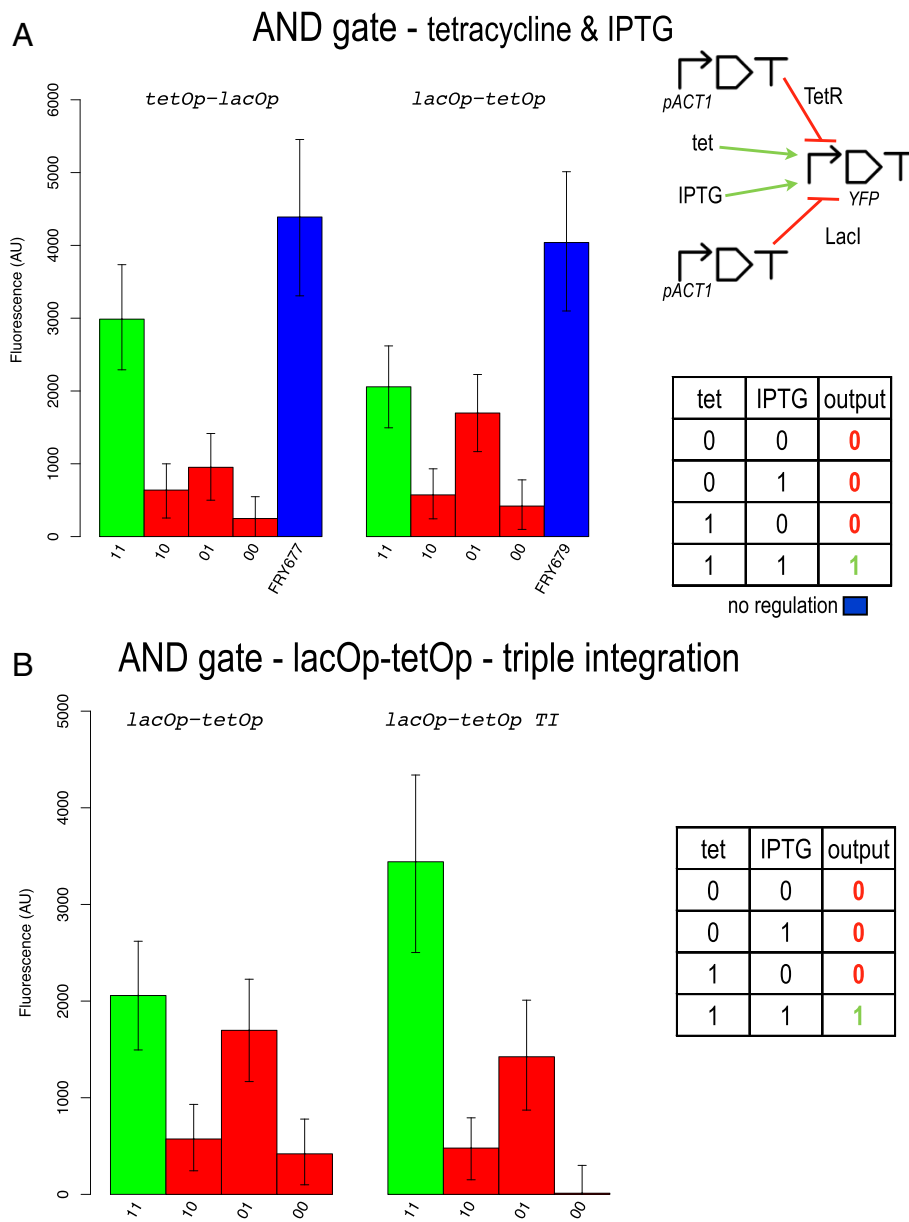 A
AND gate - tetracycline & IPTG
tetOp-lacOp
lacOp-tetOp
Fluorescence (AU)
6000
5000
4000
3000
2000
1000
0
11
10
01
00
FRY677
11
10
01
00
FRY679
pACT1
TetR
tet
IPTG
YFP
LacI
pACT1
tet IPTG output
0 0 0
0 1 0
1 0 0
1 1 1
no regulation
B
AND gate - lacOp-tetOp - triple integration
lacOp-tetOp
lacOp-tetOp TI
Fluorescence (AU)
5000
4000
3000
2000
1000
0
11
10
01
00
11
10
01
00
tet IPTG output
0 0 0
0 1 0
1 0 0
1 1 1